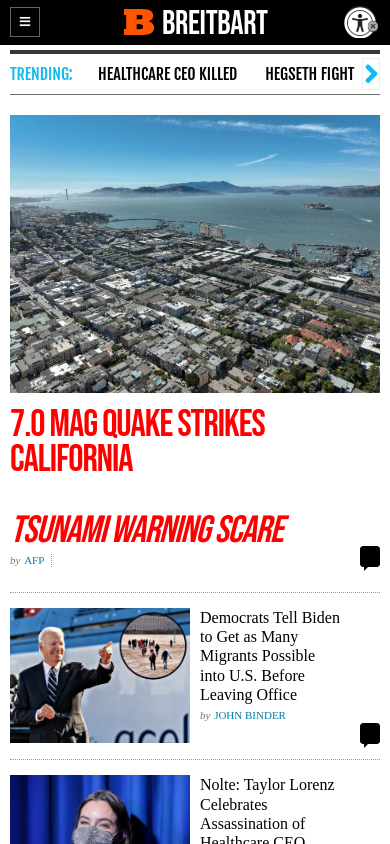 B BREITBART
TRENDING: HEALTHCARE CEO KILLED HEGSETH FIGHT
7.0 MAG QUAKE STRIKES
CALIFORNIA
TSUNAMI WARNING SCARE
by AFP
Democrats Tell Biden
to Get as Many
Migrants Possible
into U.S. Before
Leaving Office
by JOHN BINDER
Nolte: Taylor Lorenz
Celebrates
Assassination of
Healthcare CEO